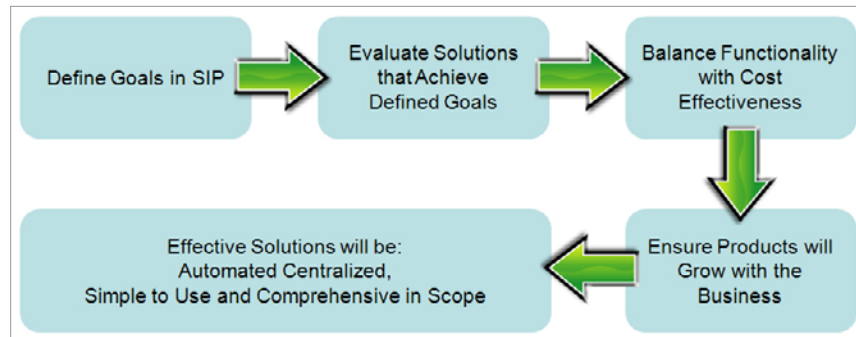 Define Goals in SIP
Evaluate Solutions
that Achieve
Defined Goals
Balance Functionality
with Cost
Effectiveness
Ensure Products will
Grow with the
Business
Effective Solutions will be:
Automated Centralized,
Simple to Use and Comprehensive in Scope